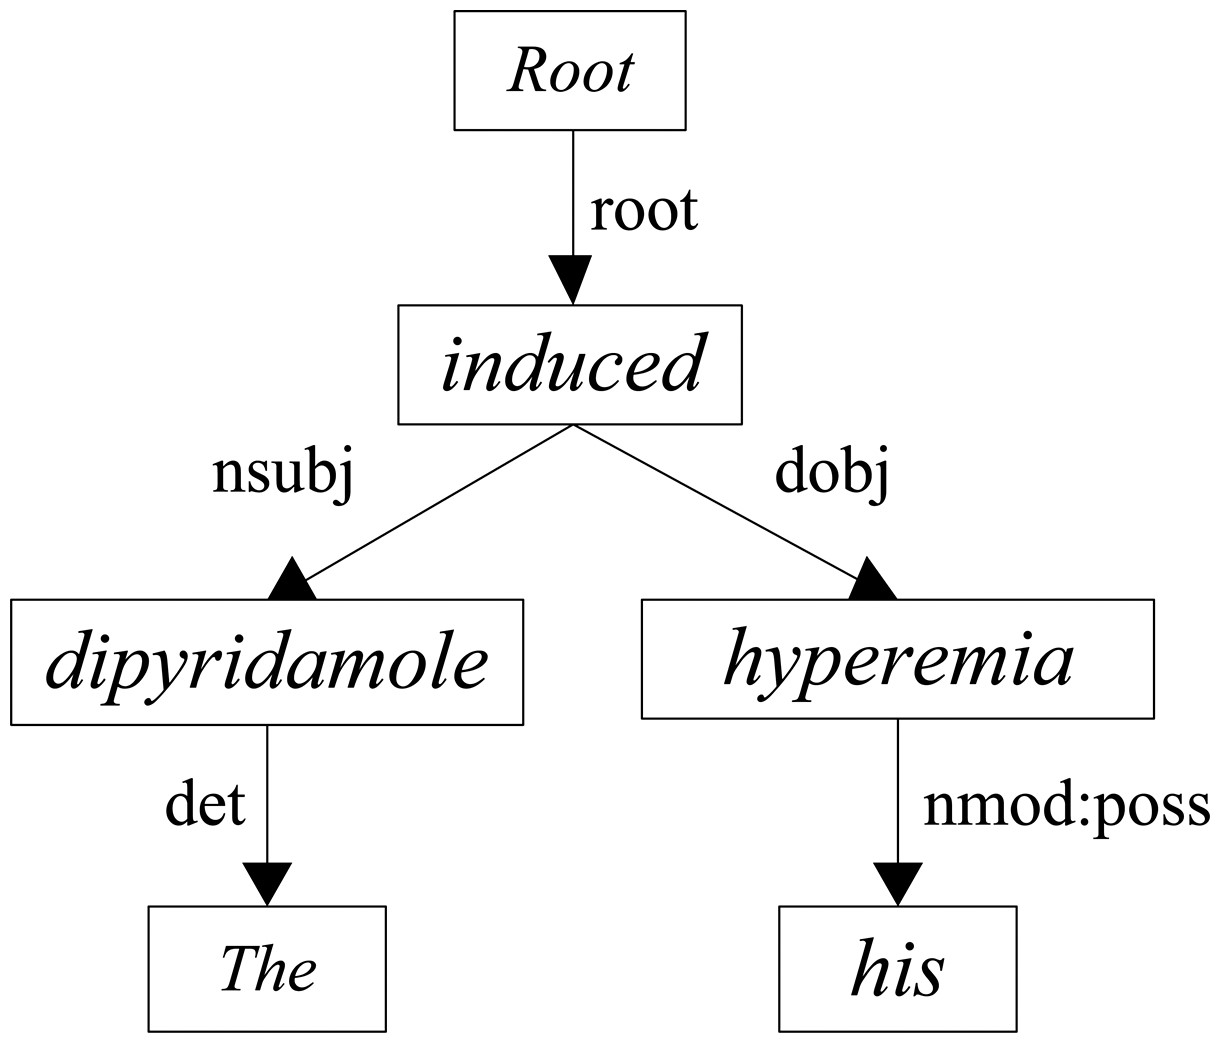 Root
root
induced
nsubj
dobj
dipyridamole
hyperemia
det
nmod:poss
The
his